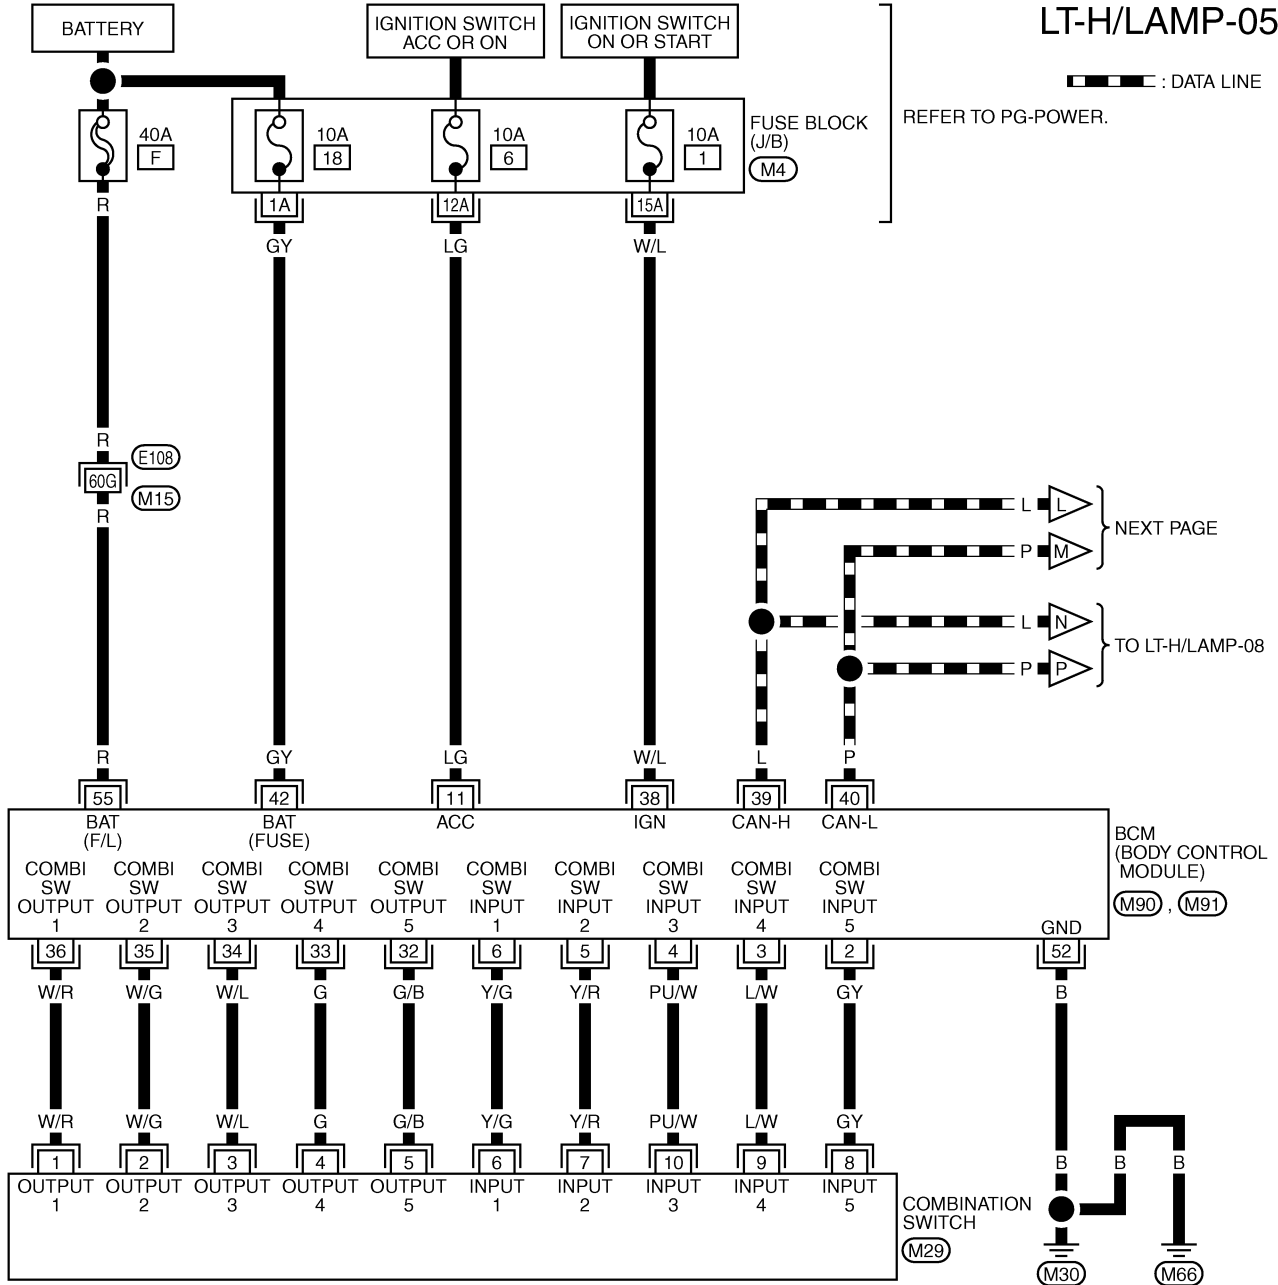 LT-H/LAMP-05
BATTERY
IGNITION SWITCH
ACC OR ON
IGNITION SWITCH
ON OR START
: DATA LINE
REFER TO PG-POWER.
40A
F
10A
18
10A
6
10A
1
FUSE BLOCK
(J/B)
M4
1A
12A
15A
R
GY
LG
W/L
R
E108
60G
M15
R
L
L
P
M
NEXT PAGE
L
N
P
P
TO LT-H/LAMP-08
R
GY
LG
W/L
L
P
55
42
11
38
39
40
BAT
(F/L)
BAT
(FUSE)
ACC
IGN
CAN-H
CAN-L
BCM
(BODY CONTROL
MODULE)
M90 , M91
COMBI
SW
OUTPUT
1
COMBI
SW
OUTPUT
2
COMBI
SW
OUTPUT
3
COMBI
SW
OUTPUT
4
COMBI
SW
OUTPUT
5
COMBI
SW
INPUT
1
COMBI
SW
INPUT
2
COMBI
SW
INPUT
3
COMBI
SW
INPUT
4
COMBI
SW
INPUT
5
GND
36
35
34
33
32
6
5
4
3
2
52
W/R
W/G
W/L
G
G/B
Y/G
Y/R
PU/W
L/W
GY
B
W/R
W/G
W/L
G
G/B
Y/G
Y/R
PU/W
L/W
GY
1
2
3
4
5
6
7
10
9
8
B
B
B
OUTPUT
1
OUTPUT
2
OUTPUT
3
OUTPUT
4
OUTPUT
5
INPUT
1
INPUT
2
INPUT
3
INPUT
4
INPUT
5
COMBINATION
SWITCH
M29
M30
M66